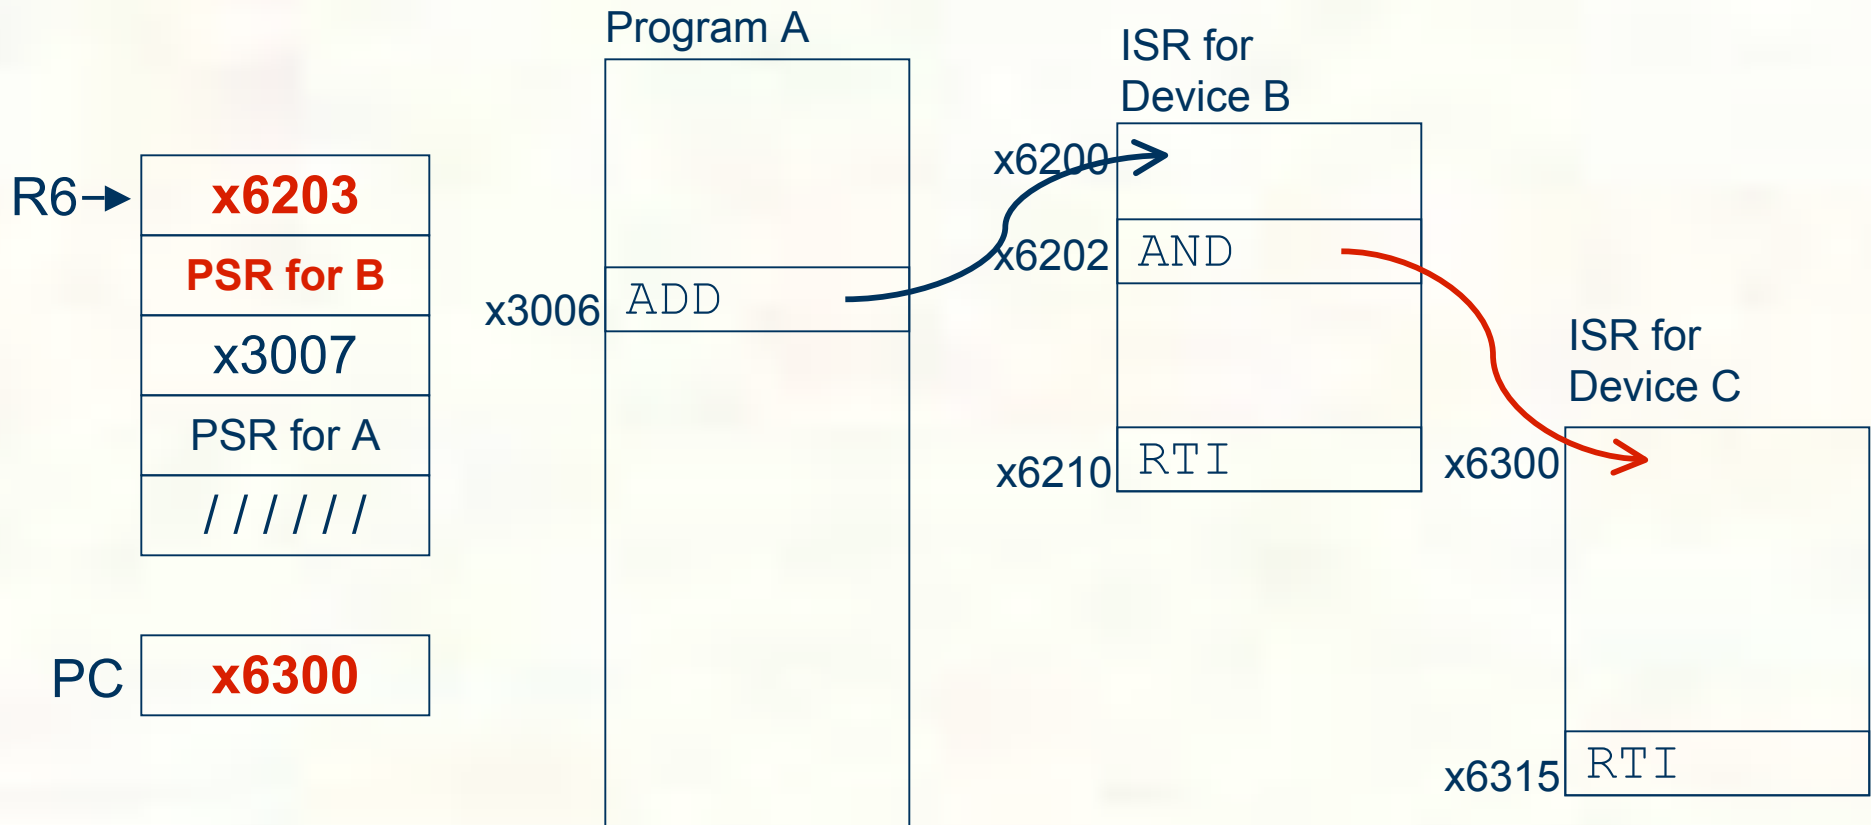 Program A
ISR for
Device B
R6
x6203
PSR for B
x3007
PSR for A
//////
PC
x6300
x3006
ADD
x6200
x6202
AND
x6210
RTI
ISR for
Device C
x6300
x6315
RTI